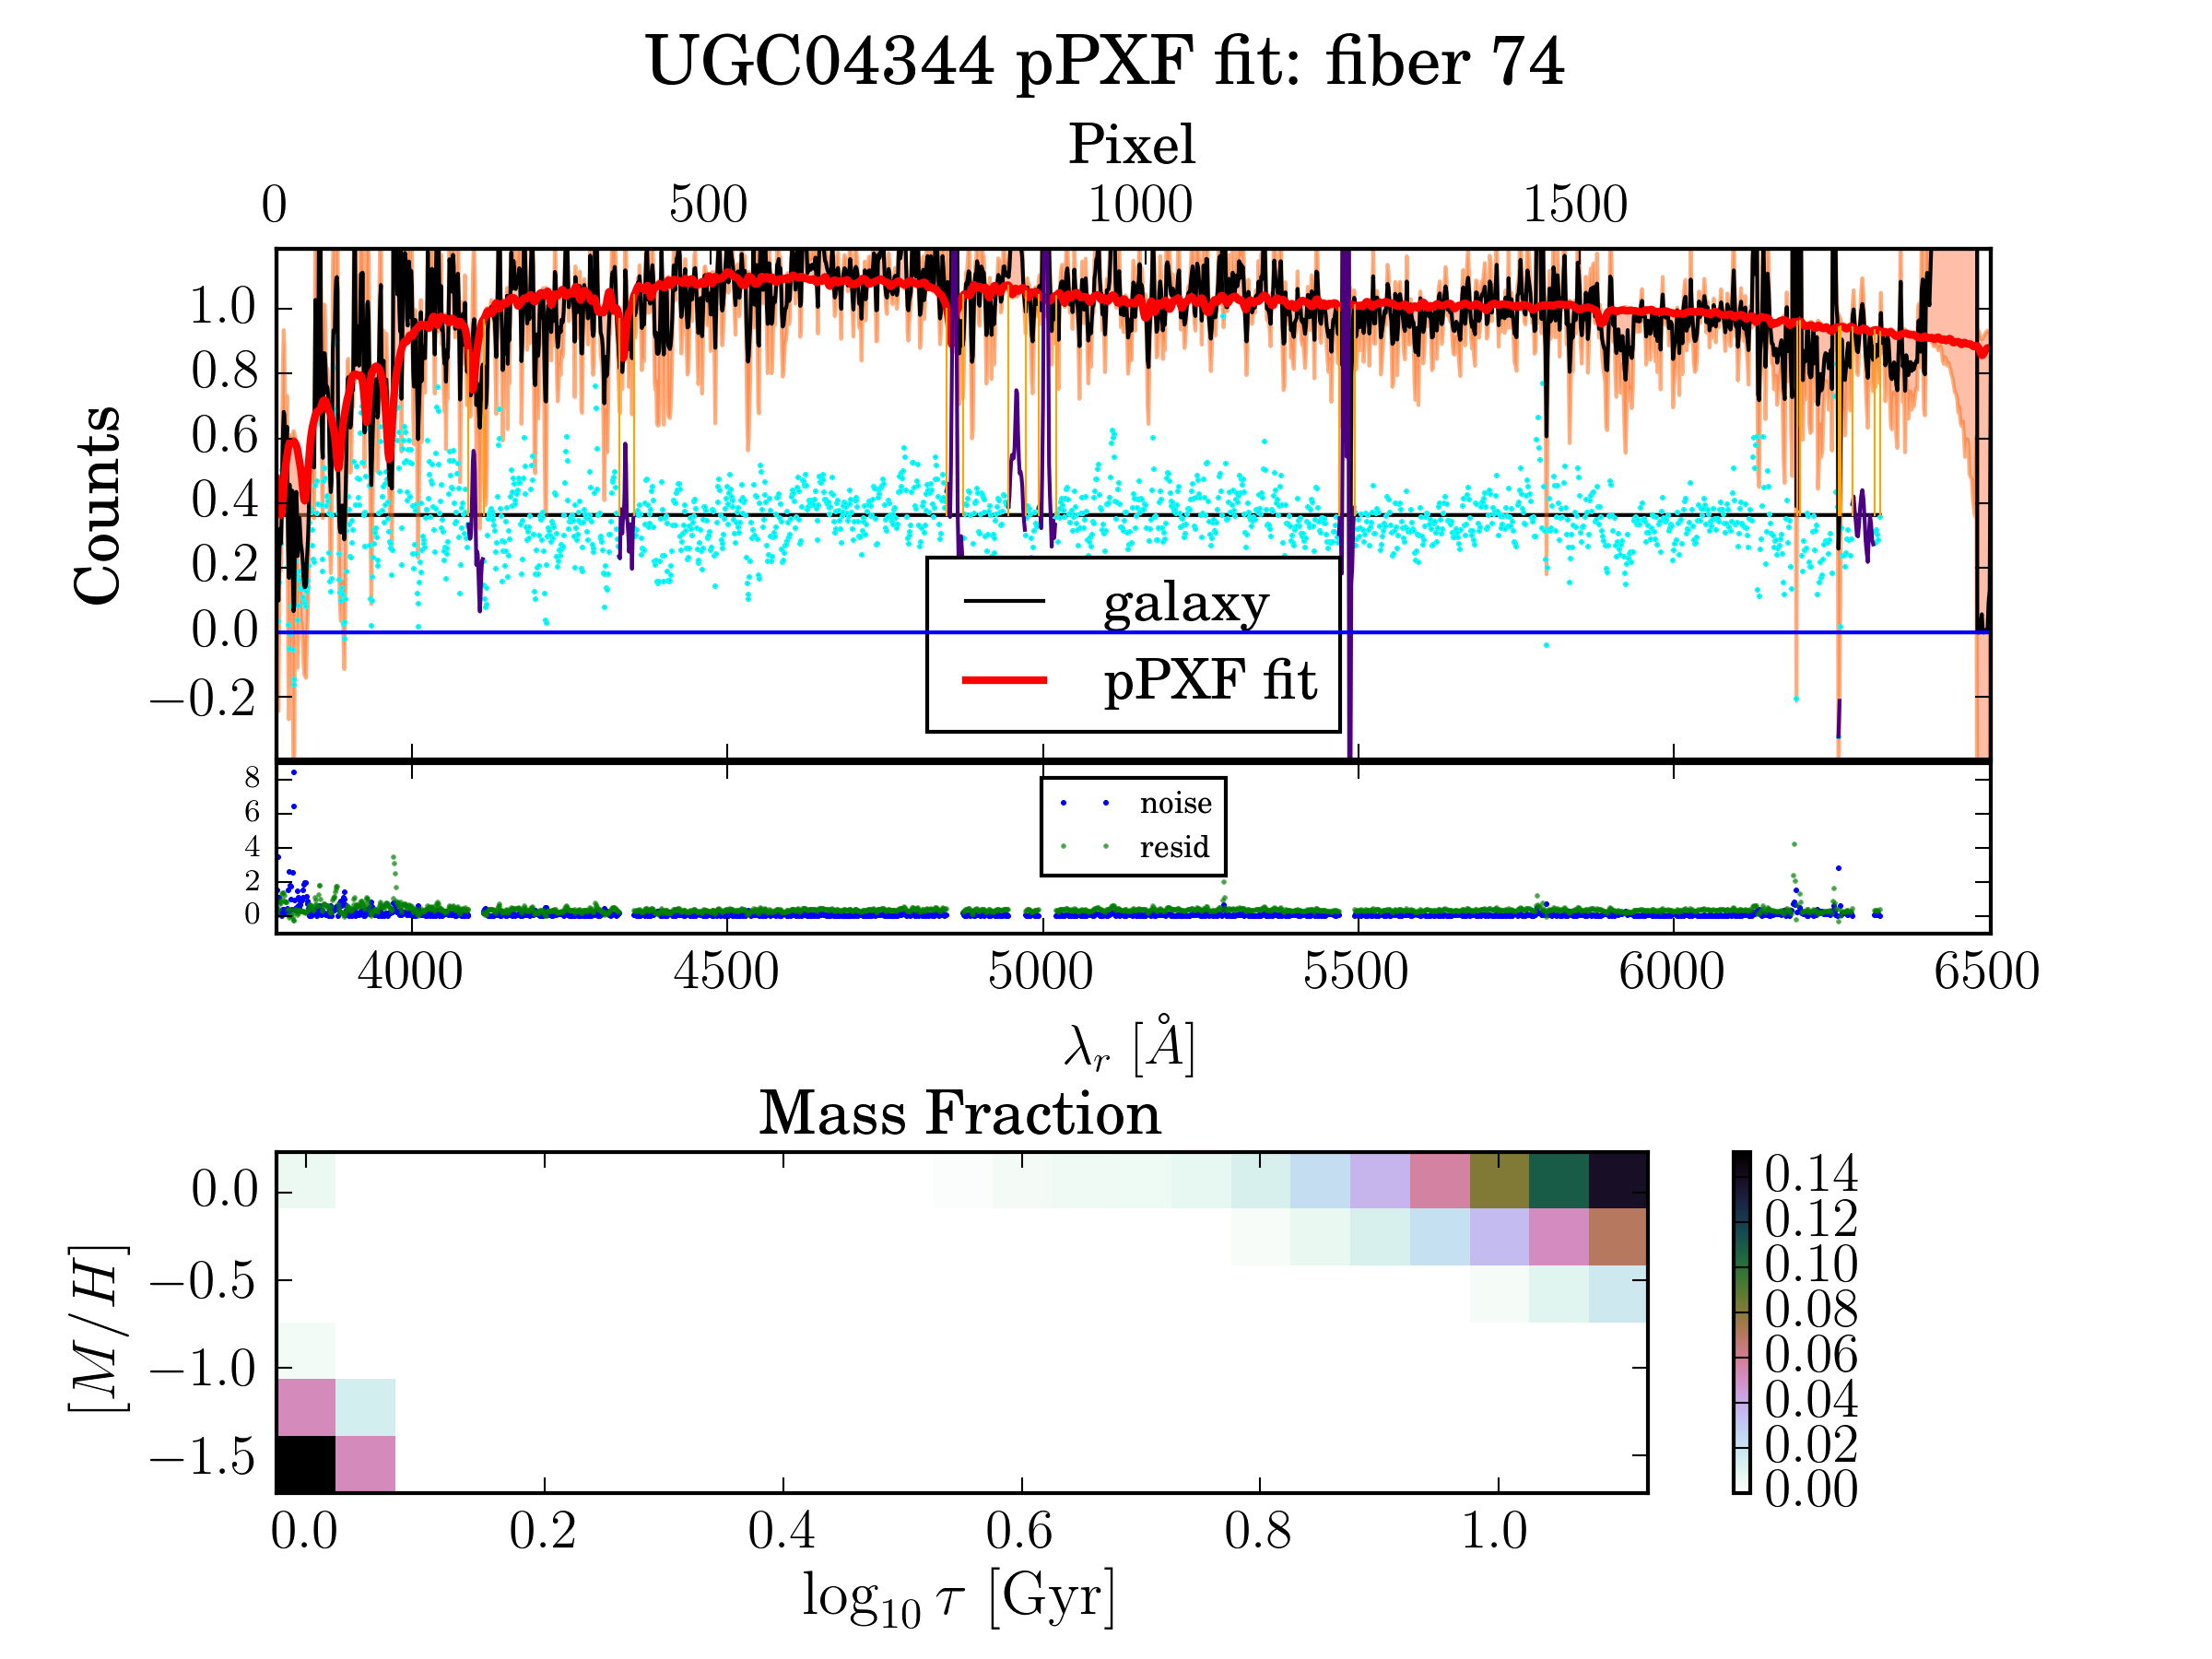 UGC04344 pPXF fit: fiber 74
Pixel
0 500 1000 1500
1.0
0.8
0.6
0.4
0.2
0.0
−0.2
Counts
galaxy
pPXF fit
8
6
4
2
0
noise
resid
4000 4500 5000 5500 6000 6500
λr [Å]
Mass Fraction
0.0
−0.5
−1.0
−1.5
[M/H]
0.14
0.12
0.10
0.08
0.06
0.04
0.02
0.00
0.0 0.2 0.4 0.6 0.8 1.0
log10 τ [Gyr]